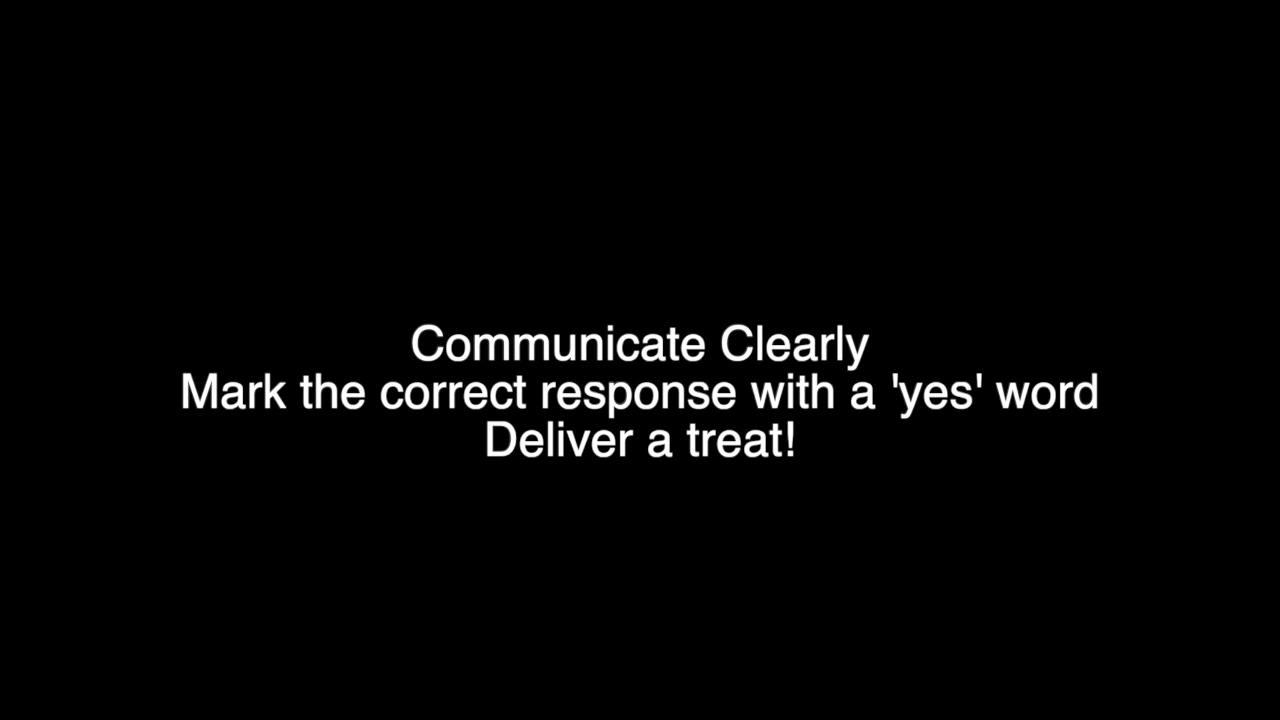 Communicate Clearly
Mark the correct response with a 'yes' word
Deliver a treat!